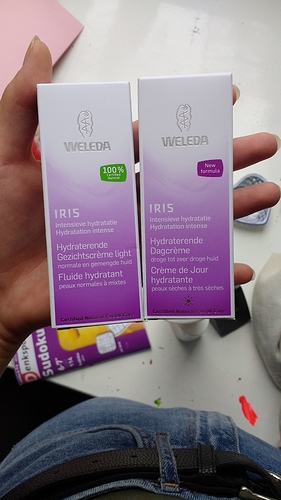 WELEDA
100%
Certified
Natural
IRIS
Intensieve hydratatie
Hydratation intense
Hydraterende
Gezichtscrème light
normale en gemengde huid
Fluide hydratant
peaux normales à mixtes
WELEDA
New
formula
IRIS
Intensieve hydratatie
Hydratation intense
Hydraterende
Dagcrème
droge tot zeer droge huid
Crème de Jour
hydratante
peaux sèches à très sèches
Sudoku